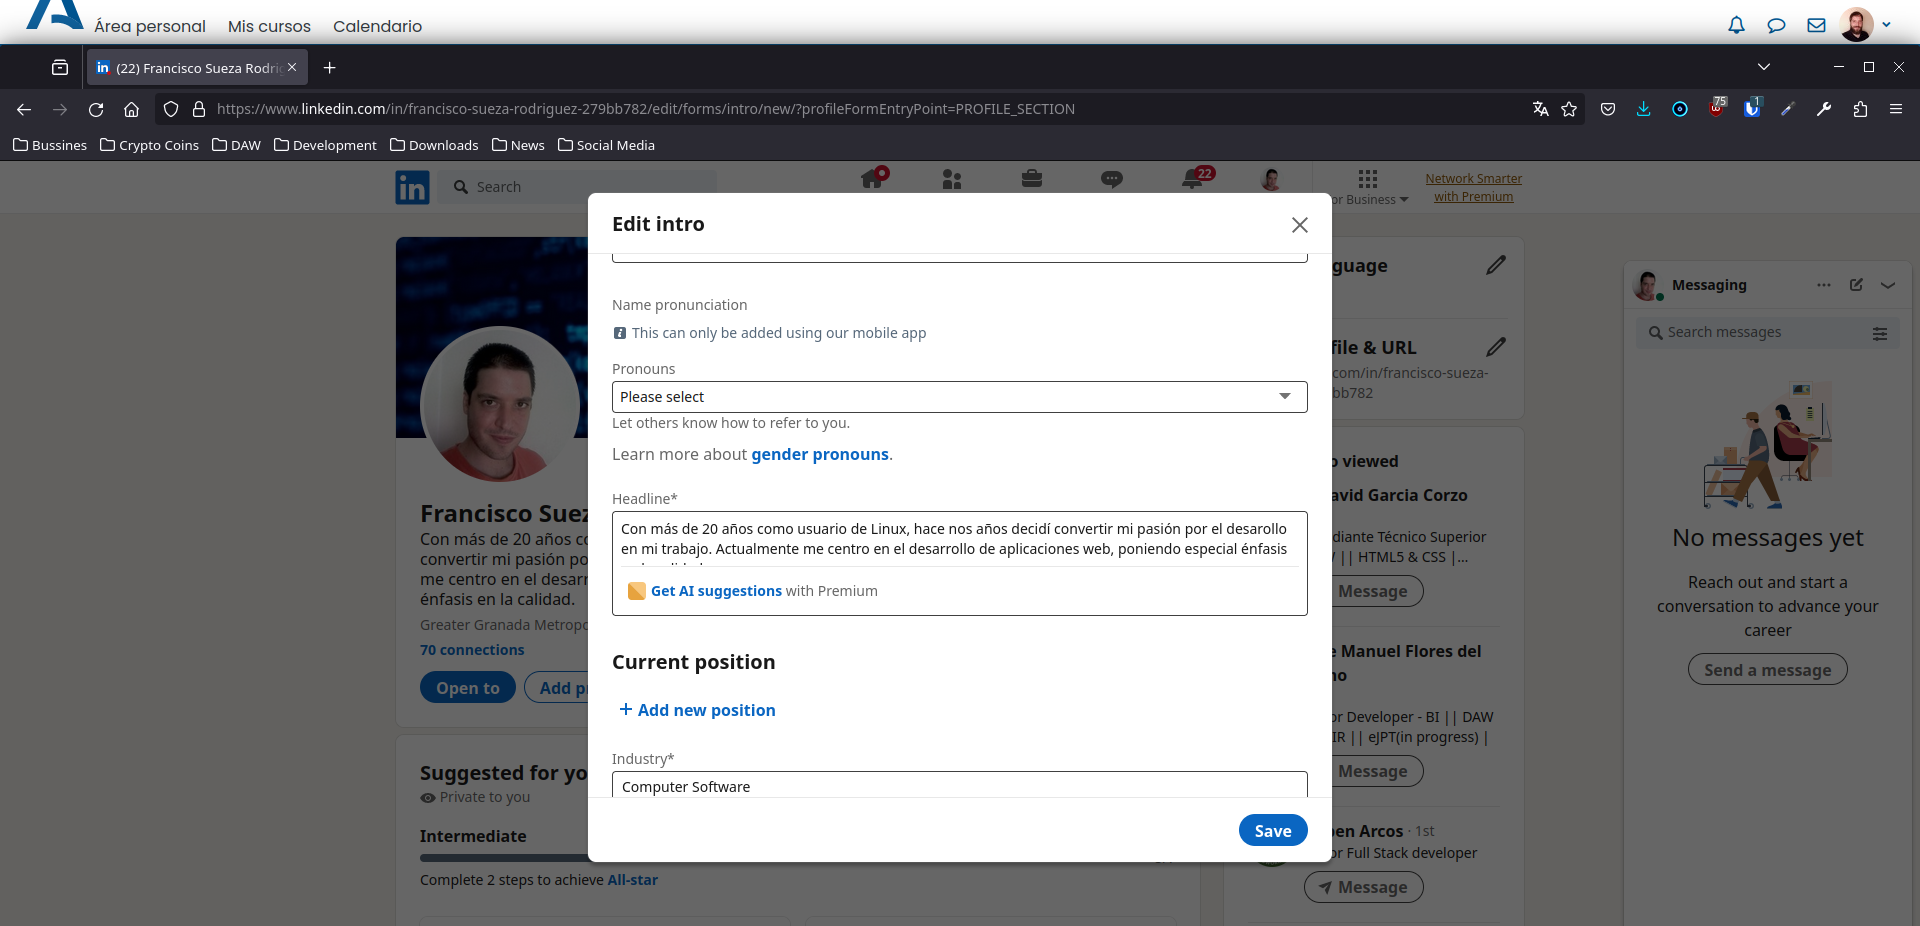 Área personal Mis cursos Calendario
(22) Francisco Sueza Rodri
https://www.linkedin.com/in/francisco-sueza-rodriguez-279bb782/edit/forms/intro/new/?profileFormEntryPoint=PROFILE_SECTION
75
1
Bussines Crypto Coins DAW Development Downloads News Social Media
in
Search
22
or Business
Network Smarter
with Premium
Edit intro
Name pronunciation
This can only be added using our mobile app
Pronouns
Please select
Let others know how to refer to you.
Learn more about gender pronouns.
Headline*
Con más de 20 años como usuario de Linux, hace nos años decidí convertir mi pasión por el desarollo
en mi trabajo. Actualmente me centro en el desarrollo de aplicaciones web, poniendo especial énfasis
Get AI suggestions with Premium
Current position
+ Add new position
Industry*
Computer Software
Save
Francisco Suez
Con más de 20 años co
convertir mi pasión po
me centro en el desarr
énfasis en la calidad.
Greater Granada Metropo
70 connections
Open to
Add pr
Suggested for yo
Private to you
Intermediate
Complete 2 steps to achieve All-star
guage
file & URL
com/in/francisco-sueza-
bb782
o viewed
avid Garcia Corzo
diante Técnico Superior
/ || HTML5 & CSS |...
Message
e Manuel Flores del
no
or Developer - BI || DAW
IR || eJPT(in progress) |
Message
en Arcos · 1st
or Full Stack developer
Message
Messaging
Search messages
No messages yet
Reach out and start a
conversation to advance your
career
Send a message